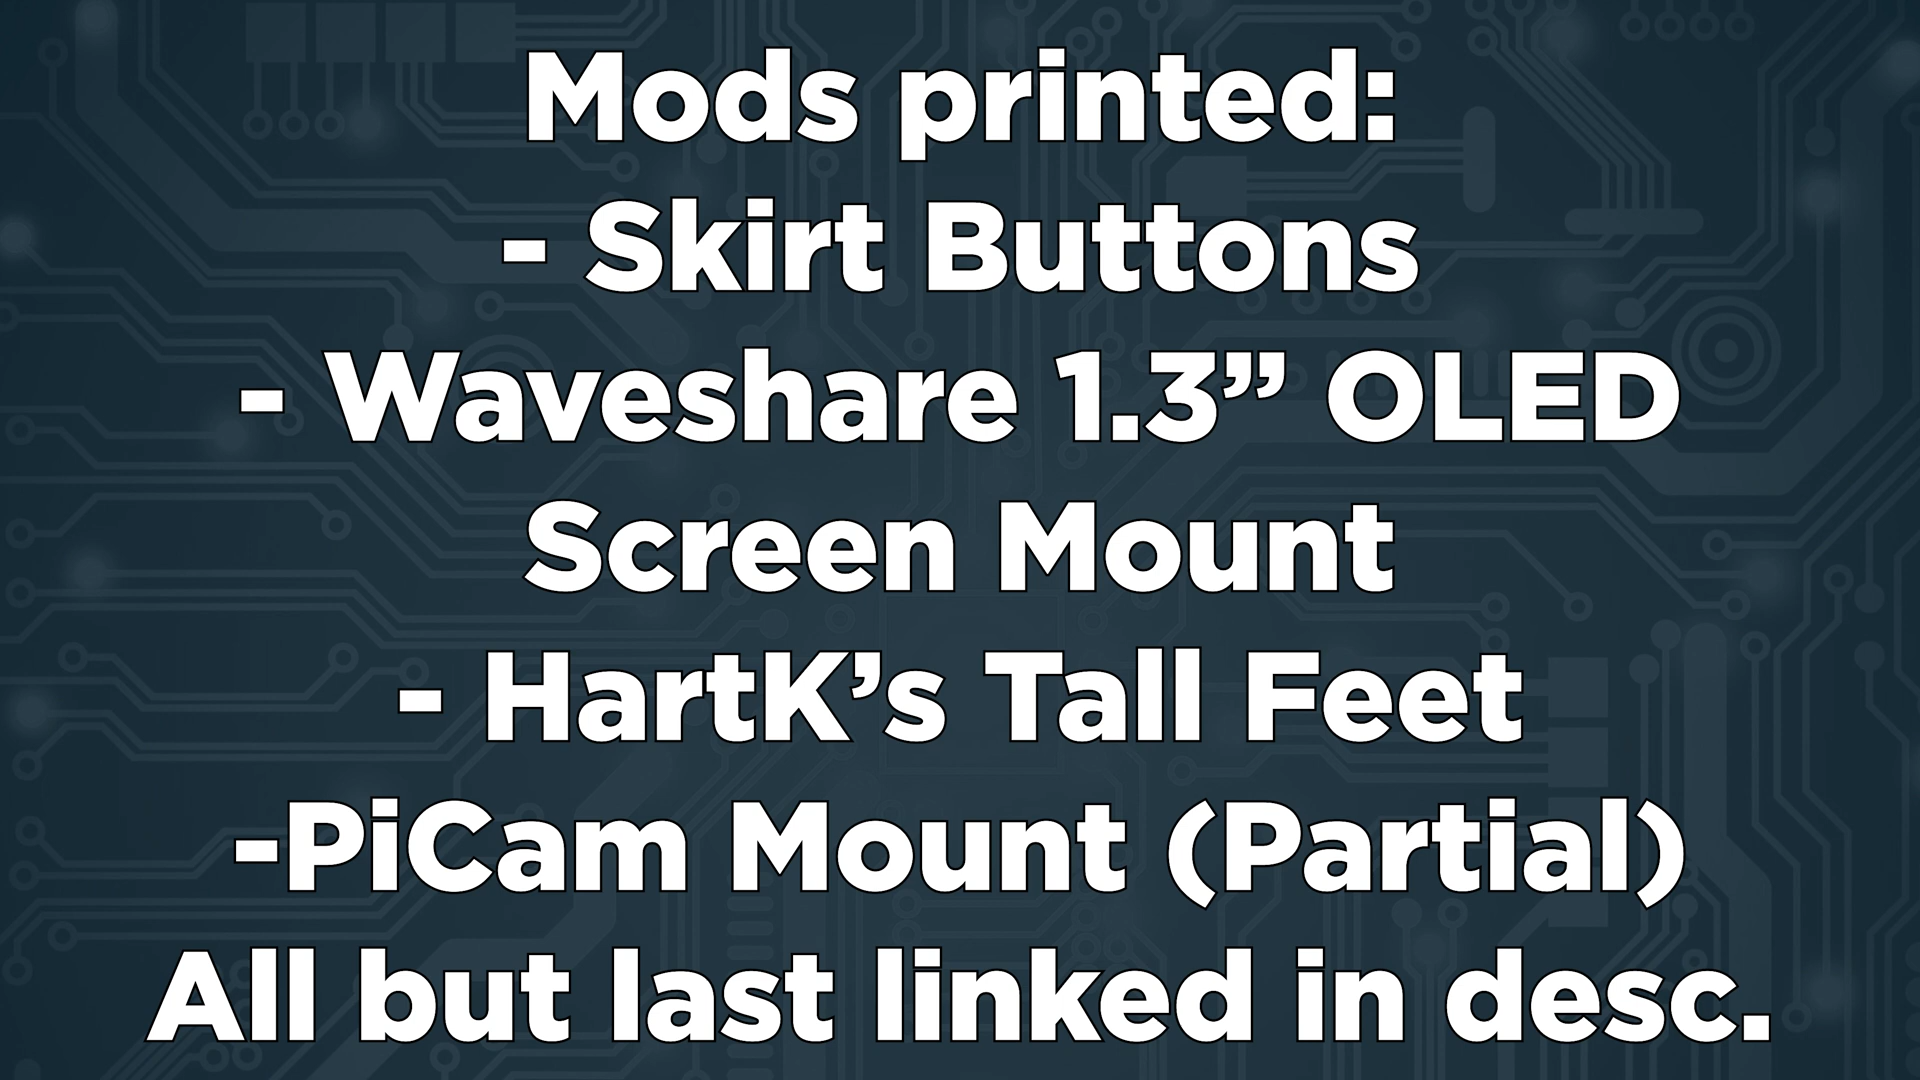 Mods printed:
- Skirt Buttons
- Waveshare 1.3” OLED
Screen Mount
- HartK’s Tall Feet
-PiCam Mount (Partial)
All but last linked in desc.